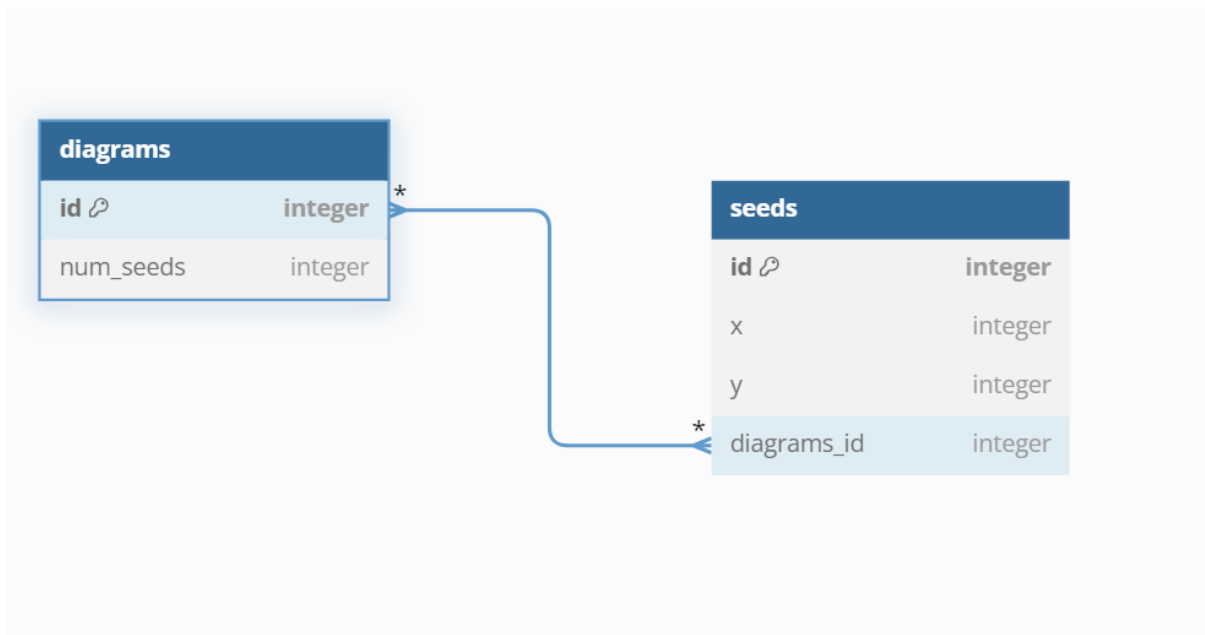 diagrams
id integer
num_seeds integer
*
*
seeds
id integer
x integer
y integer
diagrams_id integer